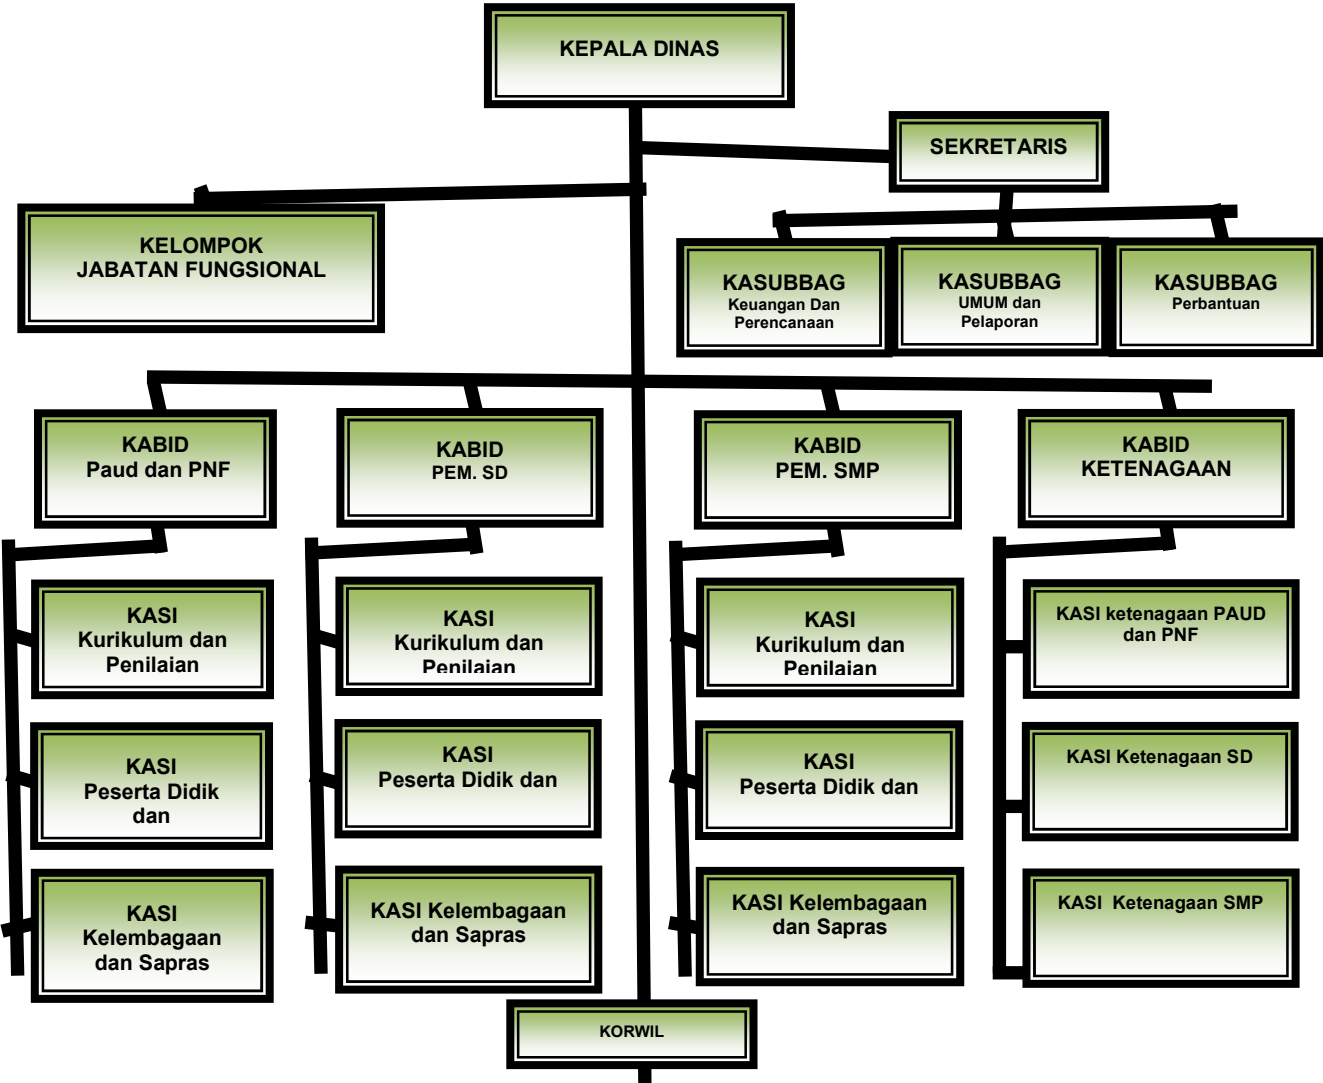 KEPALA DINAS
SEKRETARIS
KELOMPOK
JABATAN FUNGSIONAL
KASUBBAG
Keuangan Dan
Perencanaan
KASUBBAG
UMUM dan
Pelaporan
KASUBBAG
Perbantuan
KABID
Paud dan PNF
KABID
PEM. SD
KABID
PEM. SMP
KABID
KETENAGAAN
KASI
Kurikulum dan
Penilaian
KASI
Kurikulum dan
Penilaian
KASI
Kurikulum dan
Penilaian
KASI ketenagaan PAUD
dan PNF
KASI
Peserta Didik
dan
KASI
Peserta Didik dan
KASI
Peserta Didik dan
KASI Ketenagaan SD
KASI
Kelembagaan
dan Sapras
KASI Kelembagaan
dan Sapras
KASI Kelembagaan
dan Sapras
KASI  Ketenagaan SMP
KORWIL